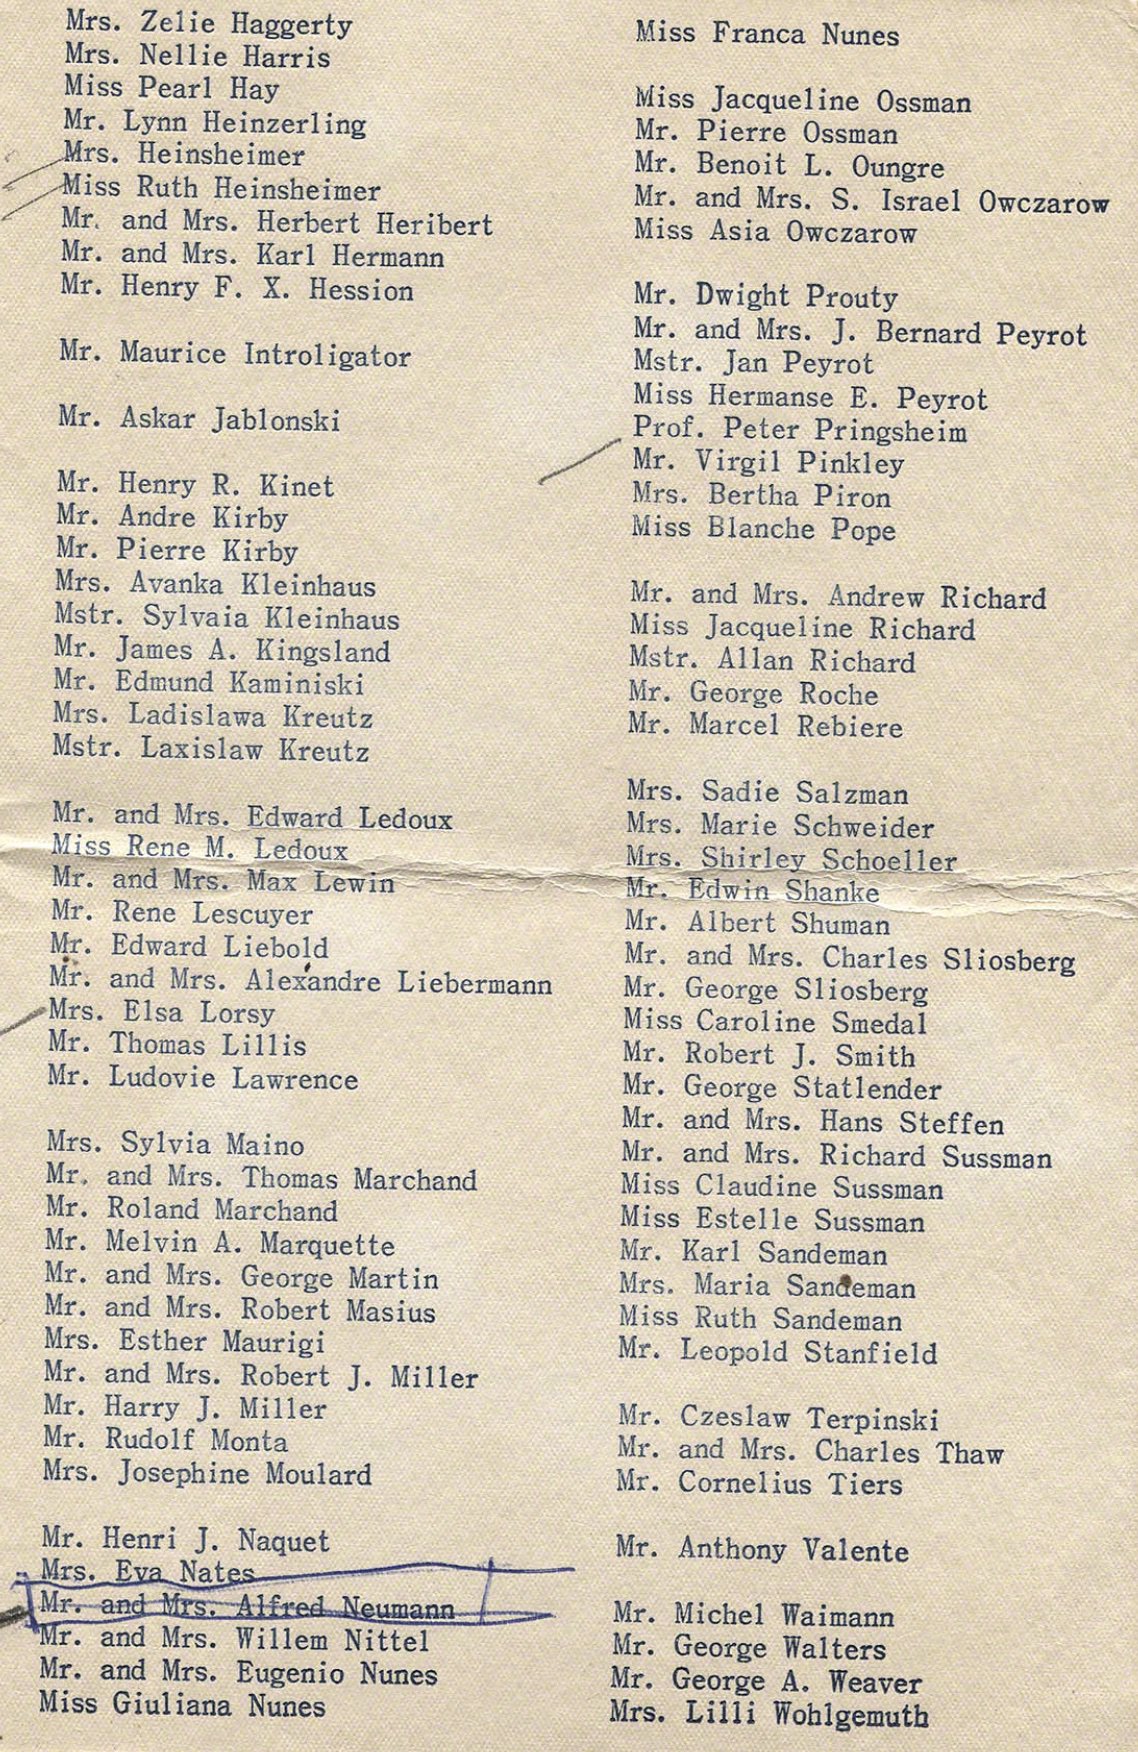 Mrs. Zelie Haggerty
Mrs. Nellie Harris
Miss Pearl Hay
Mr. Lynn Heinzerling
Mrs. Heinsheimer
Miss Ruth Heinsheimer
Mr. and Mrs. Herbert Heribert
Mr. and Mrs. Karl Hermann
Mr. Henry F. X. Hession
Mr. Maurice Introligator
Mr. Askar Jablonski
Mr. Henry R. Kinet
Mr. Andre Kirby
Mr. Pierre Kirby
Mrs. Avanka Kleinhaus
Mstr. Sylvaia Kleinhaus
Mr. James A. Kingsland
Mr. Edmund Kaminiski
Mrs. Ladislawa Kreutz
Mstr. Laxislaw Kreutz
Mr. and Mrs. Edward Ledoux
Miss Rene M. Ledoux
Mr. and Mrs. Max Lewin
Mr. Rene Lescuyer
Mr. Edward Liebold
Mr. and Mrs. Alexandre Liebermann
Mrs. Elsa Lorsy
Mr. Thomas Lillis
Mr. Ludovie Lawrence
Mrs. Sylvia Maino
Mr. and Mrs. Thomas Marchand
Mr. Roland Marchand
Mr. Melvin A. Marquette
Mr. and Mrs. George Martin
Mr. and Mrs. Robert Masius
Mrs. Esther Maurigi
Mr. and Mrs. Robert J. Miller
Mr. Harry J. Miller
Mr. Rudolf Monta
Mrs. Josephine Moulard
Mr. Henri J. Naquet
Mrs. Eva Nates
Mr. and Mrs. Alfred Neumann
Mr. and Mrs. Willem Nittel
Mr. and Mrs. Eugenio Nunes
Miss Giuliana Nunes
Miss Franca Nunes
Miss Jacqueline Ossman
Mr. Pierre Ossman
Mr. Benoit L. Oungre
Mr. and Mrs. S. Israel Owczarow
Miss Asia Owczarow
Mr. Dwight Prouty
Mr. and Mrs. J. Bernard Peyrot
Mstr. Jan Peyrot
Miss Hermanse E. Peyrot
Prof. Peter Pringsheim
Mr. Virgil Pinkley
Mrs. Bertha Piron
Miss Blanche Pope
Mr. and Mrs. Andrew Richard
Miss Jacqueline Richard
Mstr. Allan Richard
Mr. George Roche
Mr. Marcel Rebiere
Mrs. Sadie Salzman
Mrs. Marie Schweider
Mrs. Shirley Schoeller
Mr. Edwin Shanke
Mr. Albert Shuman
Mr. and Mrs. Charles Sliosberg
Mr. George Sliosberg
Miss Caroline Smedal
Mr. Robert J. Smith
Mr. George Statlender
Mr. and Mrs. Hans Steffen
Mr. and Mrs. Richard Sussman
Miss Claudine Sussman
Miss Estelle Sussman
Mr. Karl Sandeman
Mrs. Maria Sandeman
Miss Ruth Sandeman
Mr. Leopold Stanfield
Mr. Czeslaw Terpinski
Mr. and Mrs. Charles Thaw
Mr. Cornelius Tiers
Mr. Anthony Valente
Mr. Michel Waimann
Mr. George Walters
Mr. George A. Weaver
Mrs. Lilli Wohlgemuth